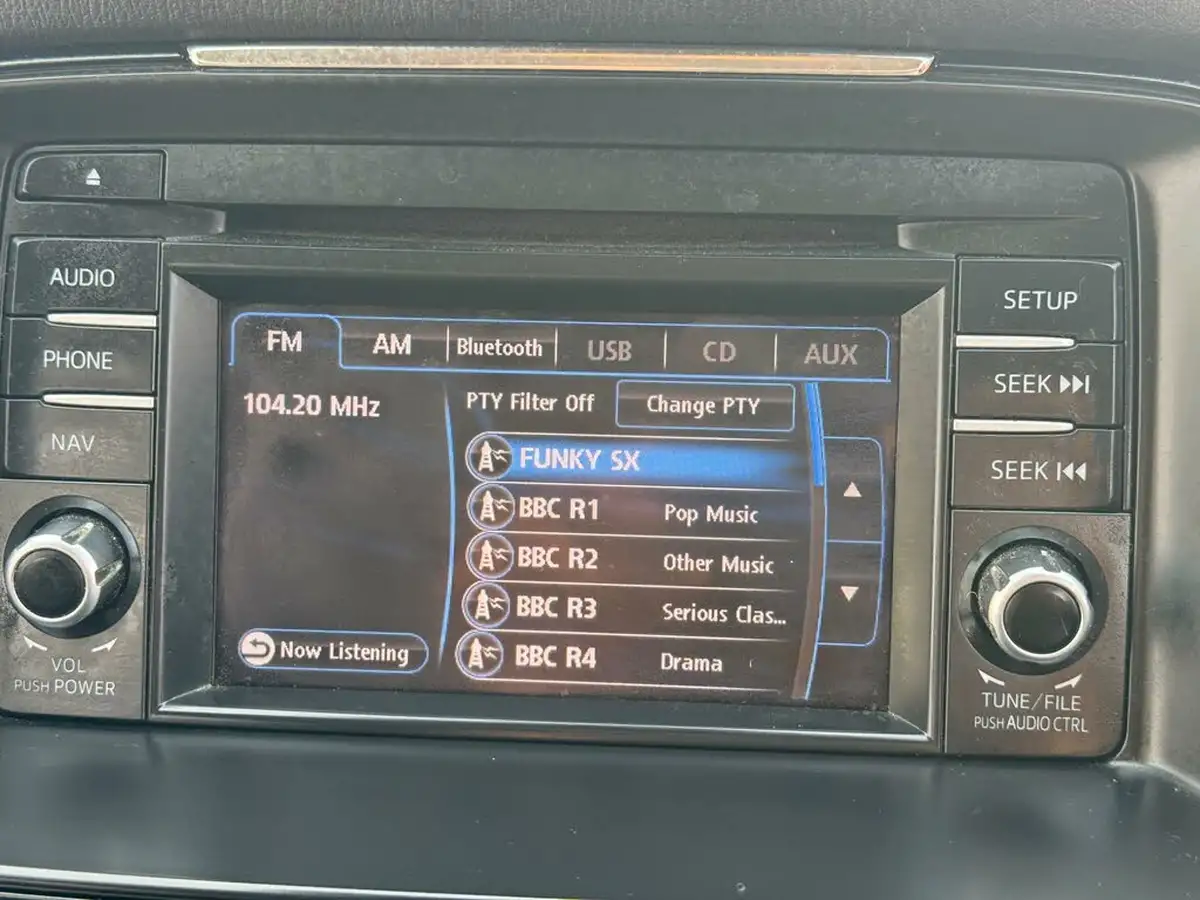 AUDIO
PHONE
NAV
VOL
PUSH POWER
FM AM Bluetooth USB CD AUX
104.20 MHz
PTY Filter Off Change PTY
FUNKY SX
BBC R1 Pop Music
BBC R2 Other Music
BBC R3 Serious Clas...
BBC R4 Drama
Now Listening
SETUP
SEEK
SEEK
TUNE/FILE
PUSH AUDIO CTRL